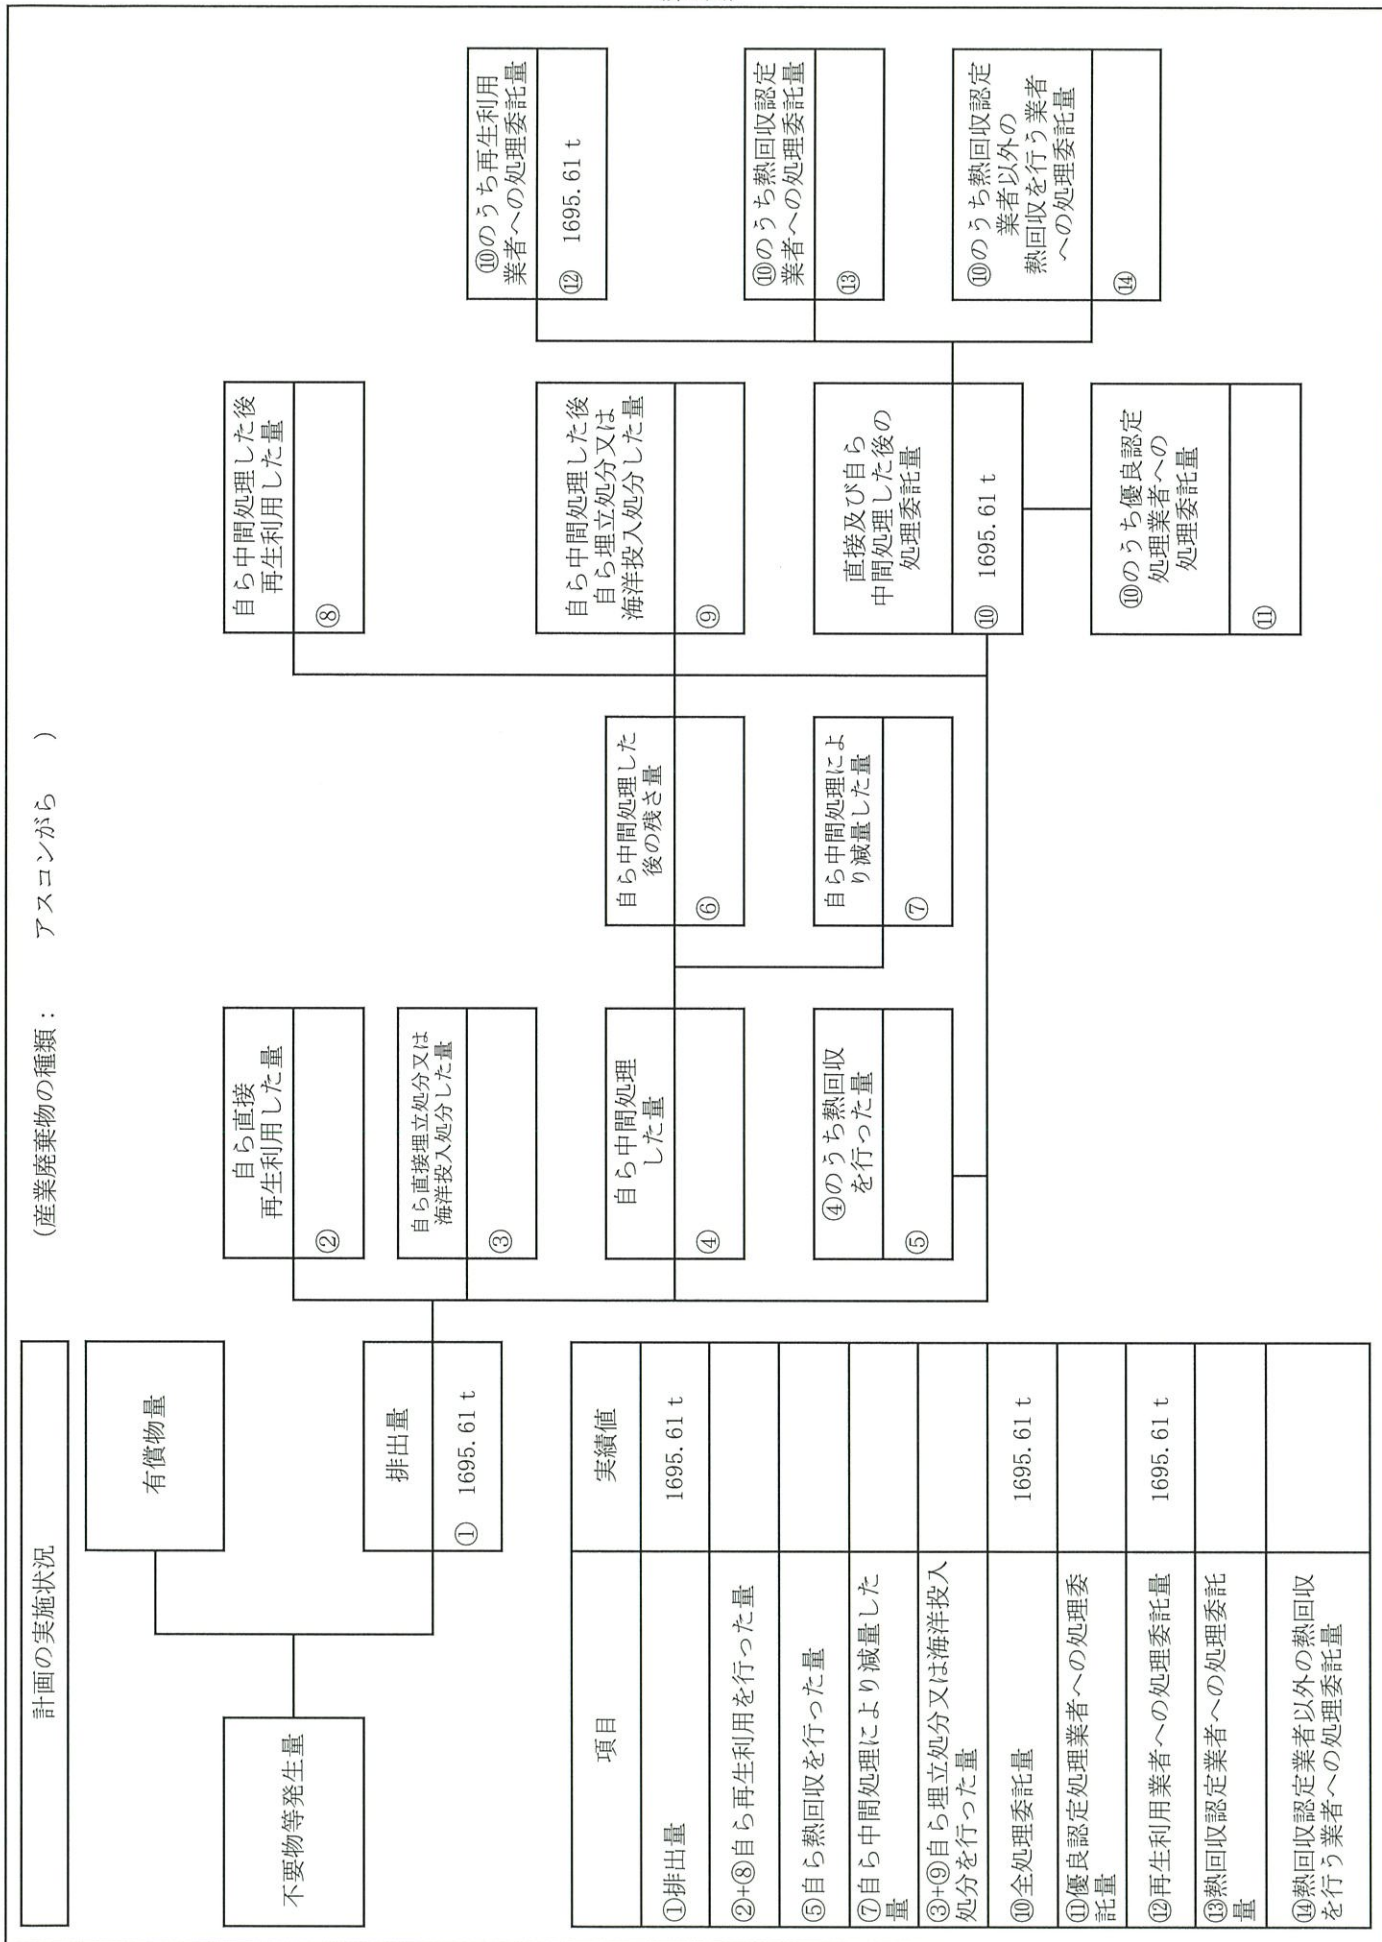 計画の実施状況
(産業廃棄物の種類： アスコンがら )
不要物等発生量
有償物量
排出量
① 1695.61 t
自ら直接
再生利用した量
②
自ら直接埋立処分又は
海洋投入処分した量
③
自ら中間処理
した量
④
④のうち熱回収
を行った量
⑤
自ら中間処理した
後の残さ量
⑥
自ら中間処理によ
り減量した量
⑦
自ら中間処理した後
再生利用した量
⑧
自ら中間処理した後
自ら埋立処分又は
海洋投入処分した量
⑨
直接及び自ら
中間処理した後の
処理委託量
⑩ 1695.61 t
⑩のうち優良認定
処理業者への
処理委託量
⑪
⑩のうち再生利用
業者への処理委託量
⑫ 1695.61 t
⑩のうち熱回収認定
業者への処理委託量
⑬
⑩のうち熱回収認定
業者以外の
熱回収を行う業者
への処理委託量
⑭
項目 実績値
①排出量 1695.61 t
②+⑧自ら再生利用を行った量
⑤自ら熱回収を行った量
⑦自ら中間処理により減量した
量
③+⑨自ら埋立処分又は海洋投入
処分を行った量
⑩全処理委託量 1695.61 t
⑪優良認定処理業者への処理委
託量
⑫再生利用業者への処理委託量 1695.61 t
⑬熱回収認定業者への処理委託
量
⑭熱回収認定業者以外の熱回収
を行う業者への処理委託量